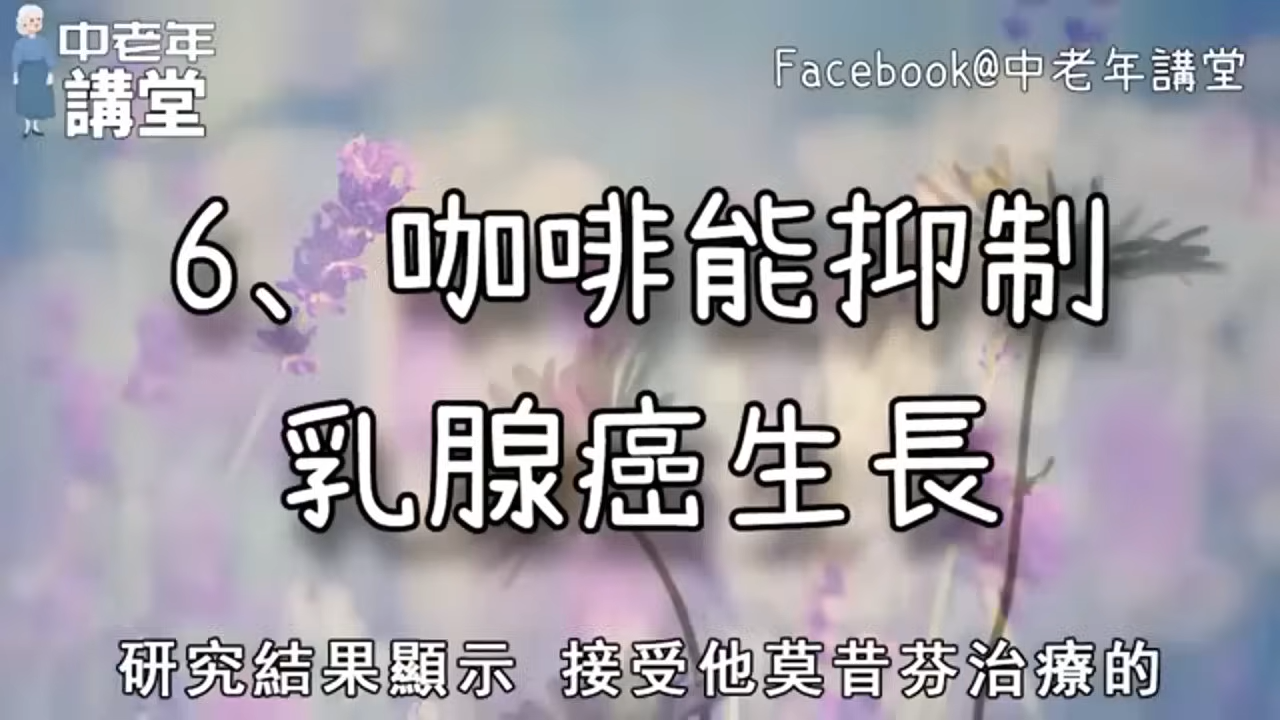 中老年
講堂
Facebook@中老年講堂
6、咖啡能抑制
乳腺癌生長
研究結果顯示 接受他莫昔芬治療的